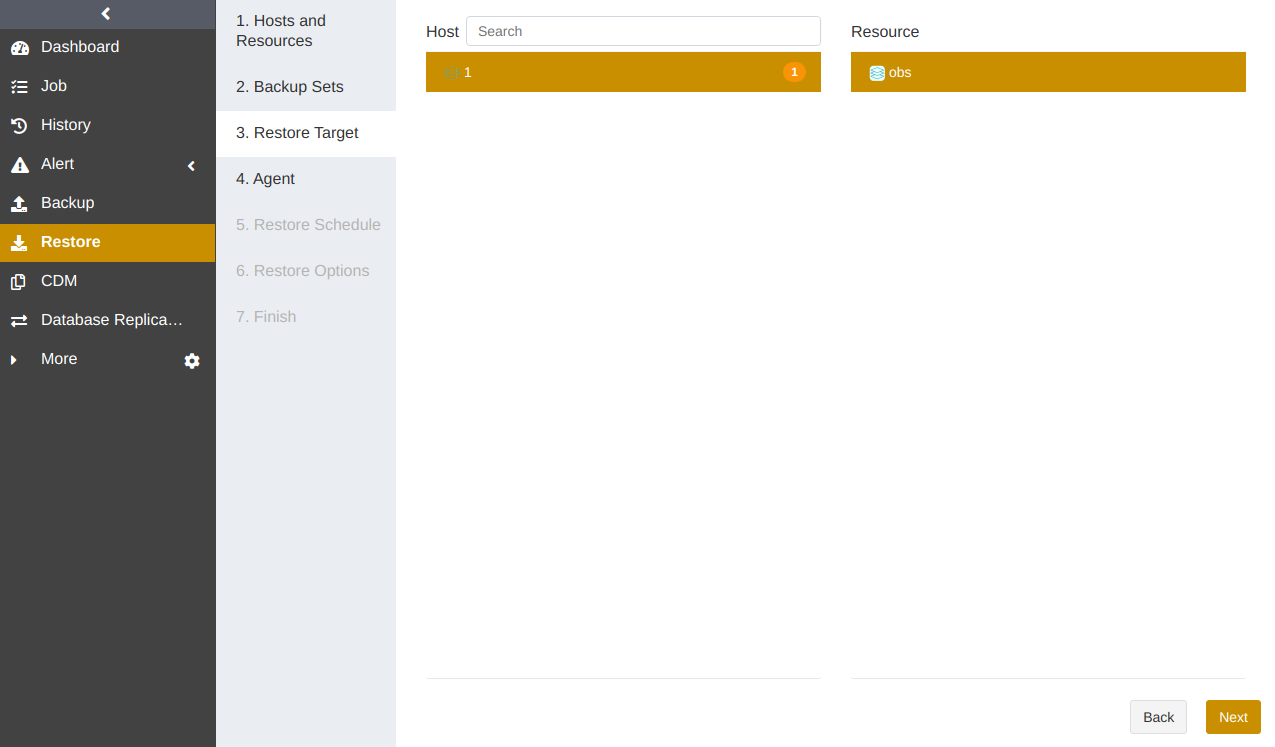 Dashboard
Job
History
Alert
Backup
Restore
CDM
Database Replica…
More
1. Hosts and
Resources
2. Backup Sets
3. Restore Target
4. Agent
5. Restore Schedule
6. Restore Options
7. Finish
Host Search
1 1
Resource
obs
Back Next